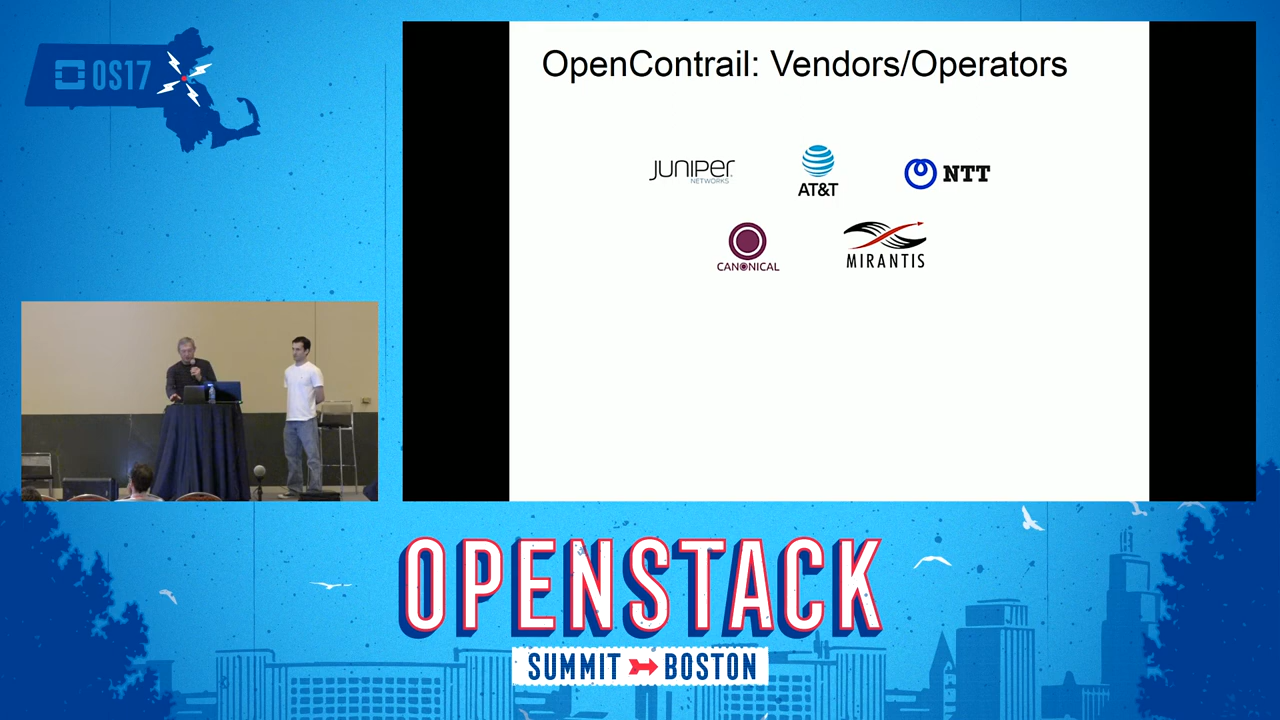 OS17
OpenContrail: Vendors/Operators
JUNIPER
NETWORKS
AT&T
NTT
CANONICAL
MIRANTIS
OPENSTACK
SUMMIT BOSTON